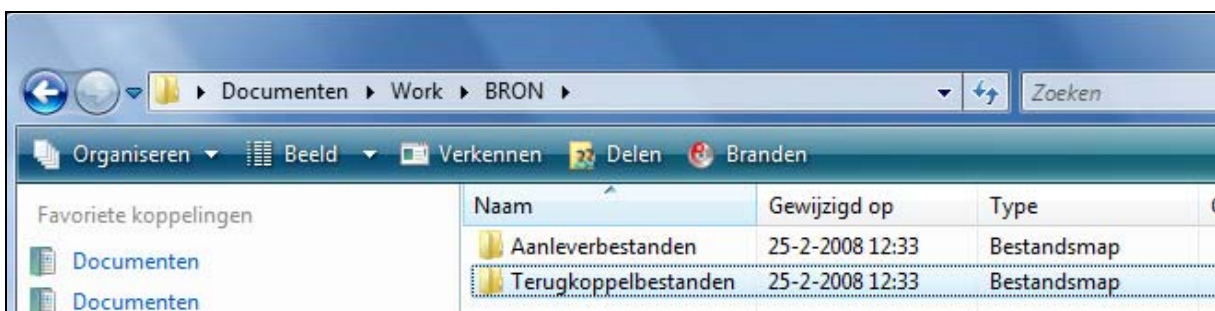 Documenten Work BRON Zoeken
Organiseren Beeld Verkennen Delen Branden
Favoriete koppelingen Naam Gewijzigd op Type
Documenten Aanleverbestanden 25-2-2008 12:33 Bestandsmap
Documenten Terugkoppelbestanden 25-2-2008 12:33 Bestandsmap